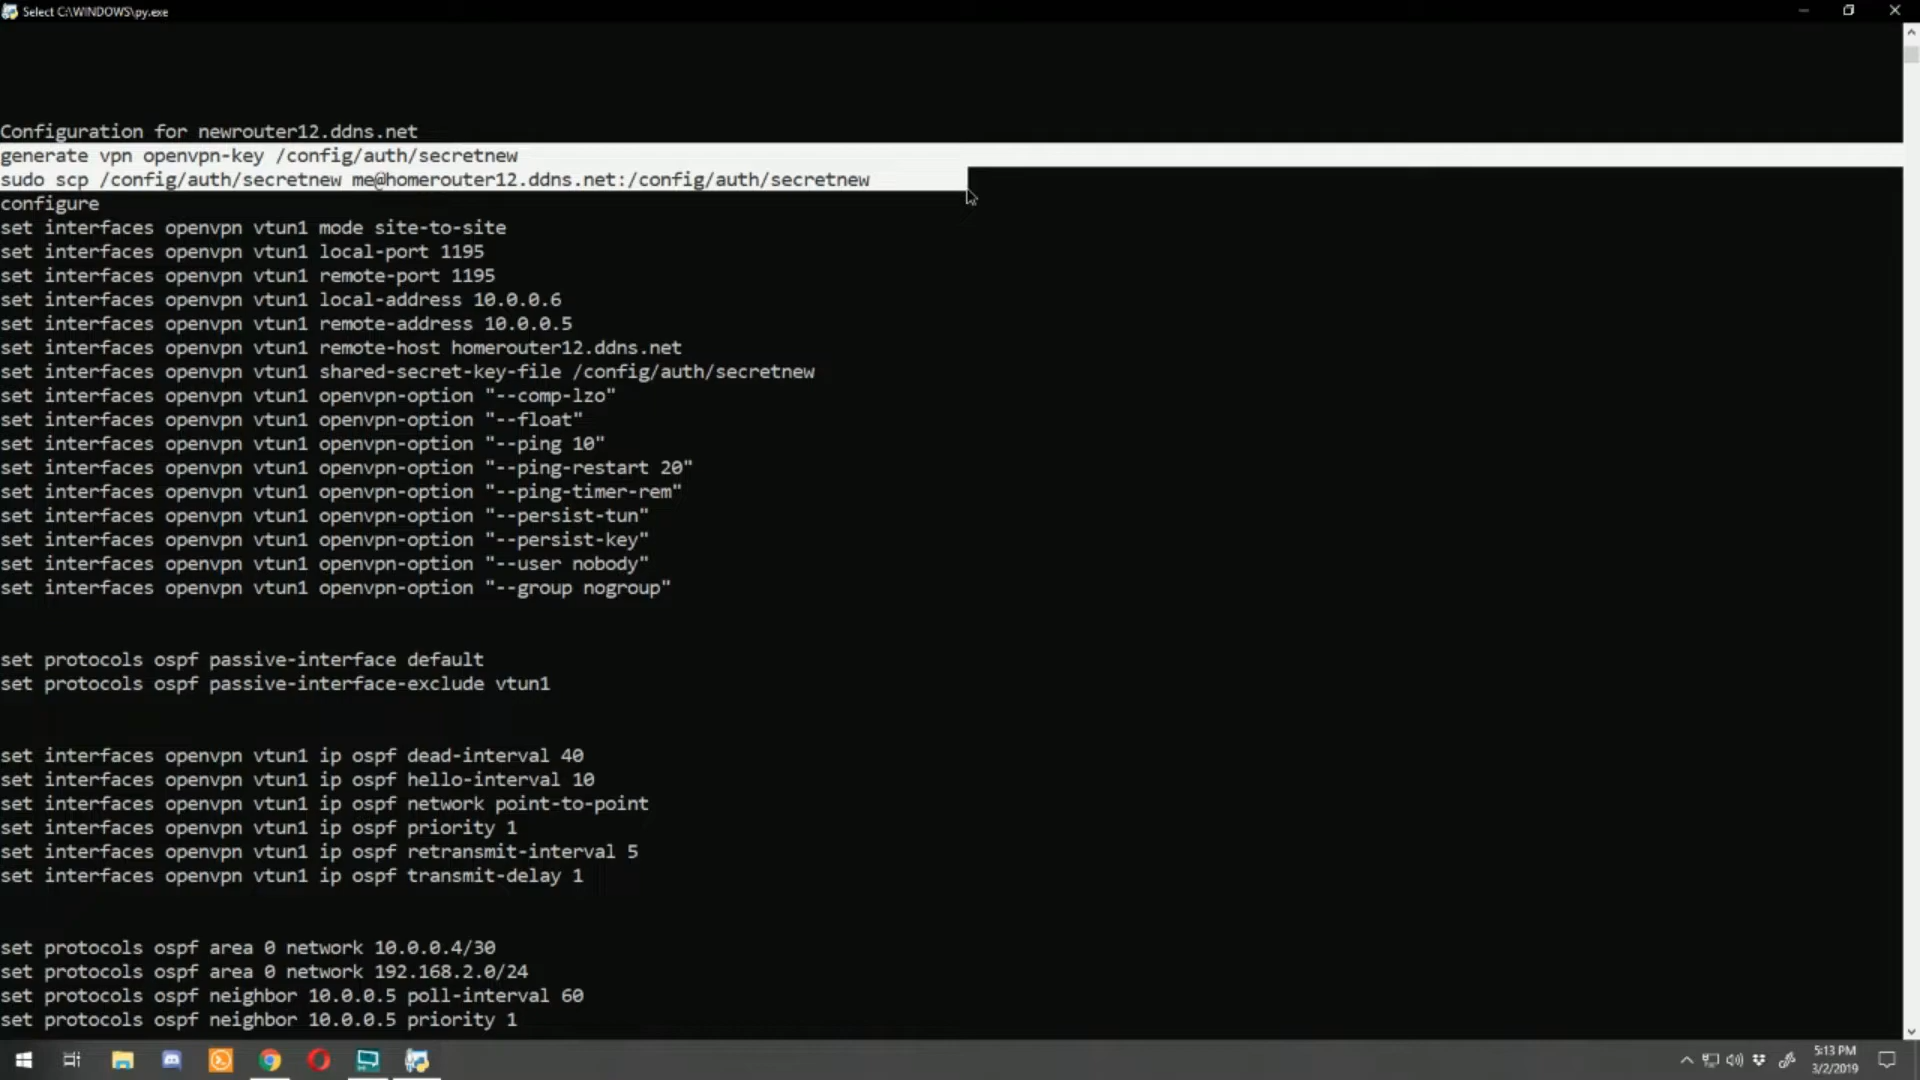 Select C:\WINDOWS\py.exe
Configuration for newrouter12.ddns.net
generate vpn openvpn-key /config/auth/secretnew
sudo scp /config/auth/secretnew me@homerouter12.ddns.net:/config/auth/secretnew
configure
set interfaces openvpn vtun1 mode site-to-site
set interfaces openvpn vtun1 local-port 1195
set interfaces openvpn vtun1 remote-port 1195
set interfaces openvpn vtun1 local-address 10.0.0.6
set interfaces openvpn vtun1 remote-address 10.0.0.5
set interfaces openvpn vtun1 remote-host homerouter12.ddns.net
set interfaces openvpn vtun1 shared-secret-key-file /config/auth/secretnew
set interfaces openvpn vtun1 openvpn-option "--comp-lzo"
set interfaces openvpn vtun1 openvpn-option "--float"
set interfaces openvpn vtun1 openvpn-option "--ping 10"
set interfaces openvpn vtun1 openvpn-option "--ping-restart 20"
set interfaces openvpn vtun1 openvpn-option "--ping-timer-rem"
set interfaces openvpn vtun1 openvpn-option "--persist-tun"
set interfaces openvpn vtun1 openvpn-option "--persist-key"
set interfaces openvpn vtun1 openvpn-option "--user nobody"
set interfaces openvpn vtun1 openvpn-option "--group nogroup"
set protocols ospf passive-interface default
set protocols ospf passive-interface-exclude vtun1
set interfaces openvpn vtun1 ip ospf dead-interval 40
set interfaces openvpn vtun1 ip ospf hello-interval 10
set interfaces openvpn vtun1 ip ospf network point-to-point
set interfaces openvpn vtun1 ip ospf priority 1
set interfaces openvpn vtun1 ip ospf retransmit-interval 5
set interfaces openvpn vtun1 ip ospf transmit-delay 1
set protocols ospf area 0 network 10.0.0.4/30
set protocols ospf area 0 network 192.168.2.0/24
set protocols ospf neighbor 10.0.0.5 poll-interval 60
set protocols ospf neighbor 10.0.0.5 priority 1
5:13 PM
3/2/2019